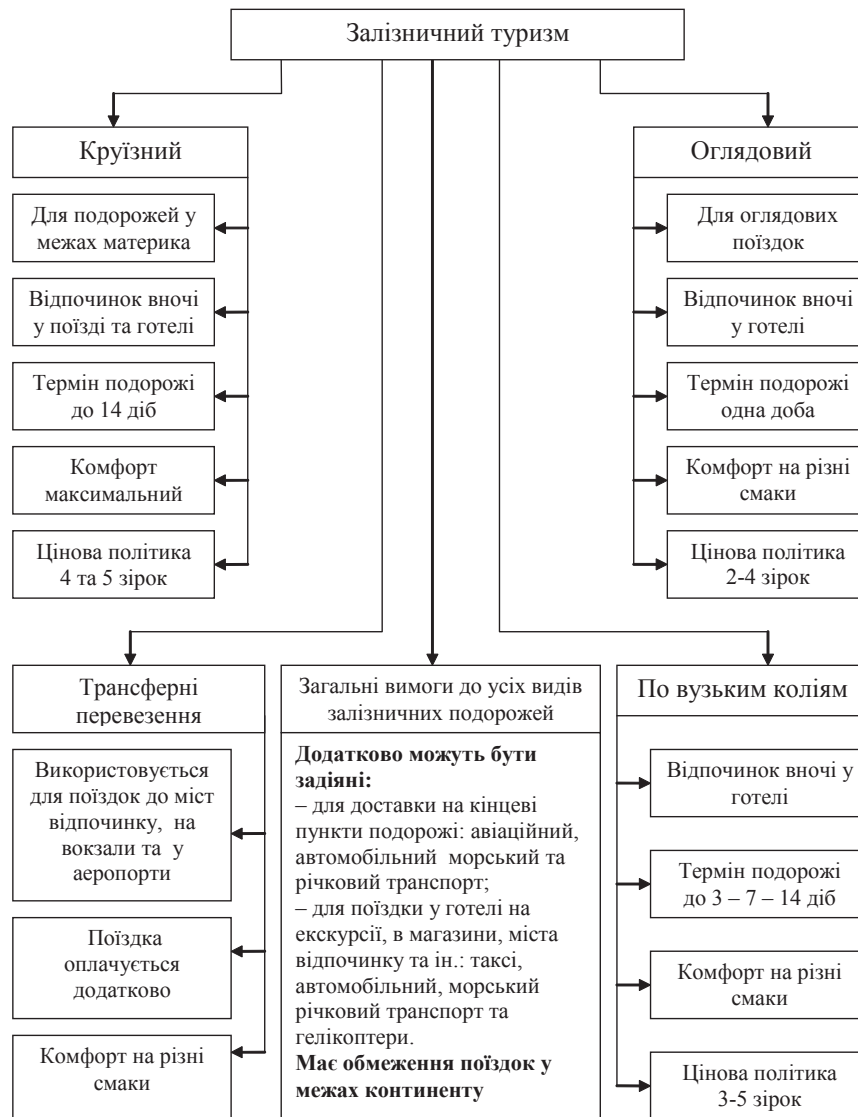 Залізничний туризм
Круїзний
Для подорожей у
межах материка
Відпочинок вночі
у поїзді та готелі
Термін подорожі
до 14 діб
Комфорт
максимальний
Цінова політика
4 та 5 зірок
Оглядовий
Для оглядових
поїздок
Відпочинок вночі
у готелі
Термін подорожі
одна доба
Комфорт на різні
смаки
Цінова політика
2-4 зірок
Трансферні
перевезення
Використовується
для поїздок до міст
відпочинку, на
вокзали та у
аеропорти
Поїздка
оплачується
додатково
Комфорт на різні
смаки
Загальні вимоги до усіх видів
залізничних подорожей
Додатково можуть бути
задіяні:
– для доставки на кінцеві
пункти подорожі: авіаційний,
автомобільний морський та
річковий транспорт;
– для поїздки у готелі на
екскурсії, в магазини, міста
відпочинку та ін.: таксі,
автомобільний, морський
річковий транспорт та
гелікоптери.
Має обмеження поїздок у
межах континенту
По вузьким коліям
Відпочинок вночі у
готелі
Термін подорожі
до 3 – 7 – 14 діб
Комфорт на різні
смаки
Цінова політика
3-5 зірок